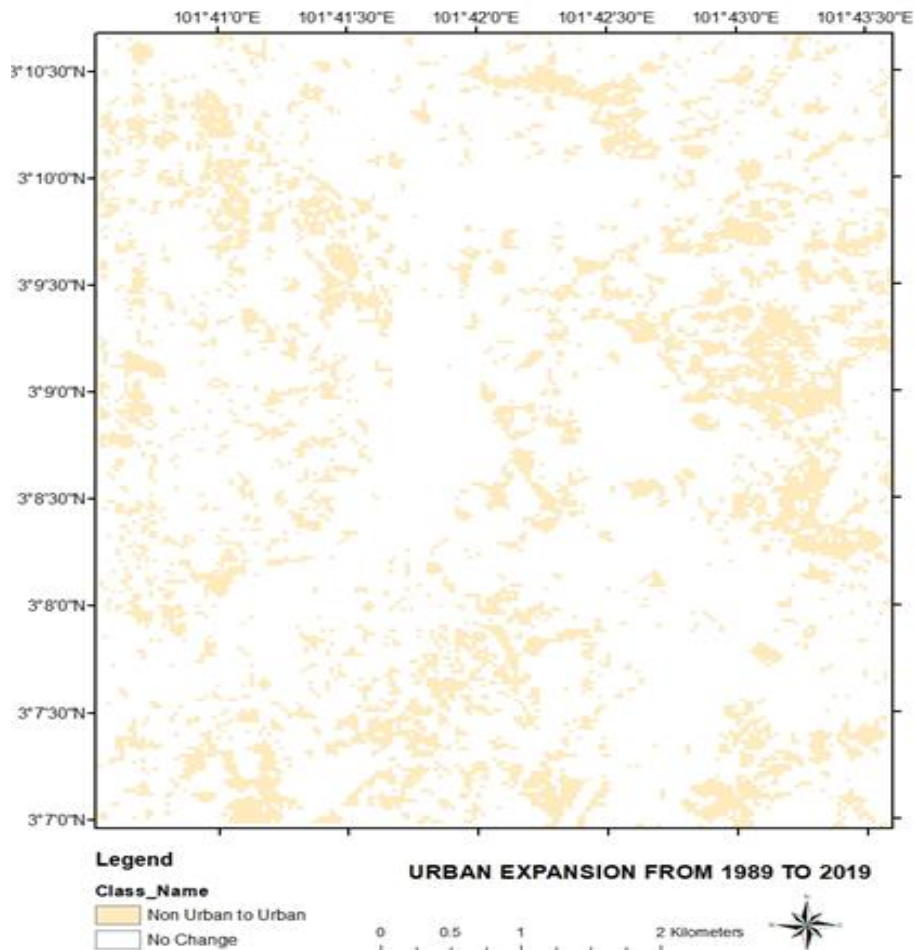 101°41'0"E 101°41'30"E 101°42'0"E 101°42'30"E 101°43'0"E 101°43'30"E
3°10'30"N
3°10'0"N
3°9'30"N
3°9'0"N
3°8'30"N
3°8'0"N
3°7'30"N
3°7'0"N
Legend
Class_Name
Non Urban to Urban
No Change
URBAN EXPANSION FROM 1989 TO 2019
0 0.5 1 2 Kilometers